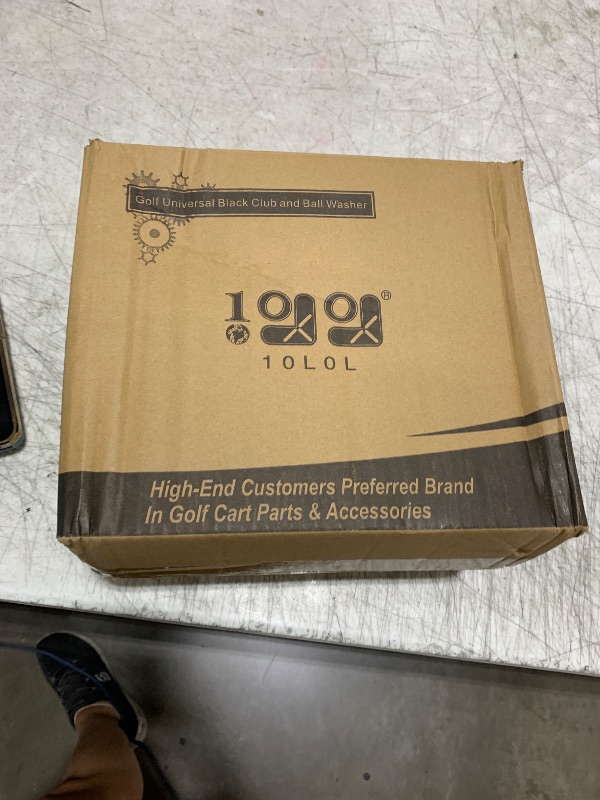 Golf Universal Black Club and Ball Washer
®
10L0L
High-End Customers Preferred Brand
In Golf Cart Parts & Accessories